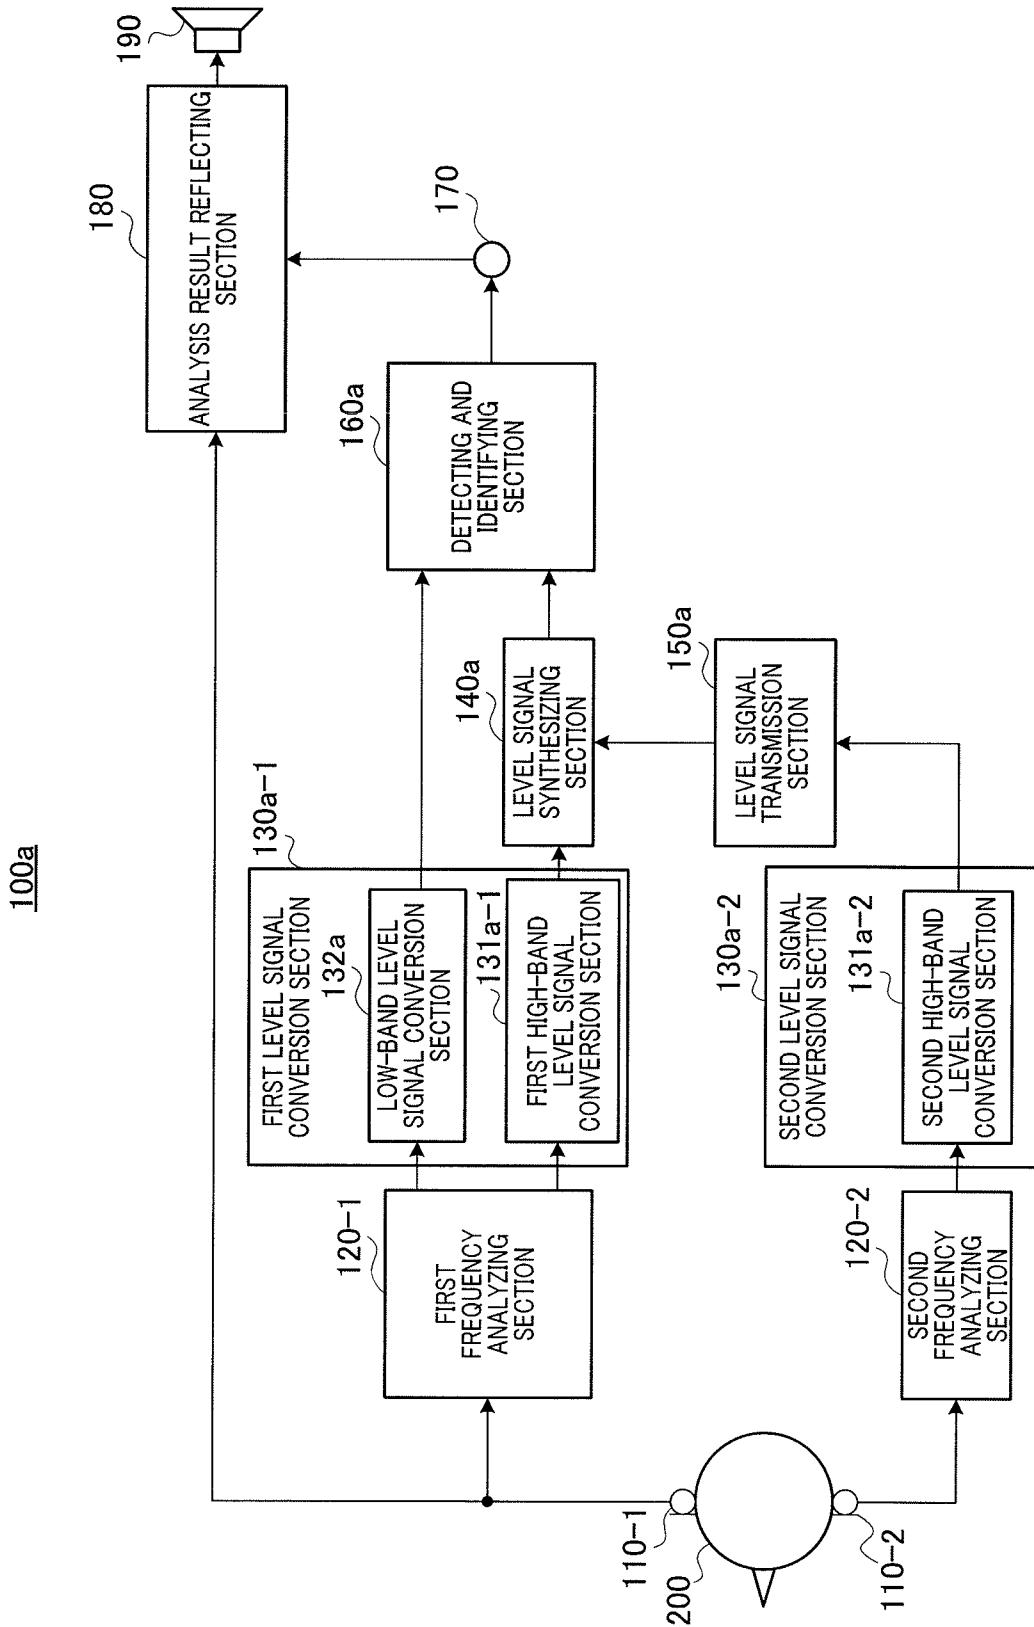 100a
190
180
ANALYSIS RESULT REFLECTING
SECTION
170
160a
DETECTING AND
IDENTIFYING
SECTION
140a
LEVEL SIGNAL
SYNTHESIZING
SECTION
150a
LEVEL SIGNAL
TRANSMISSION
SECTION
130a-1
FIRST LEVEL SIGNAL
CONVERSION SECTION
132a
LOW-BAND LEVEL
SIGNAL CONVERSION
SECTION
131a-1
FIRST HIGH-BAND
LEVEL SIGNAL
CONVERSION SECTION
130a-2
SECOND LEVEL SIGNAL
CONVERSION SECTION
131a-2
SECOND HIGH-BAND
LEVEL SIGNAL
CONVERSION SECTION
120-1
FIRST
FREQUENCY
ANALYZING
SECTION
120-2
SECOND
FREQUENCY
ANALYZING
SECTION
110-1
200
110-2